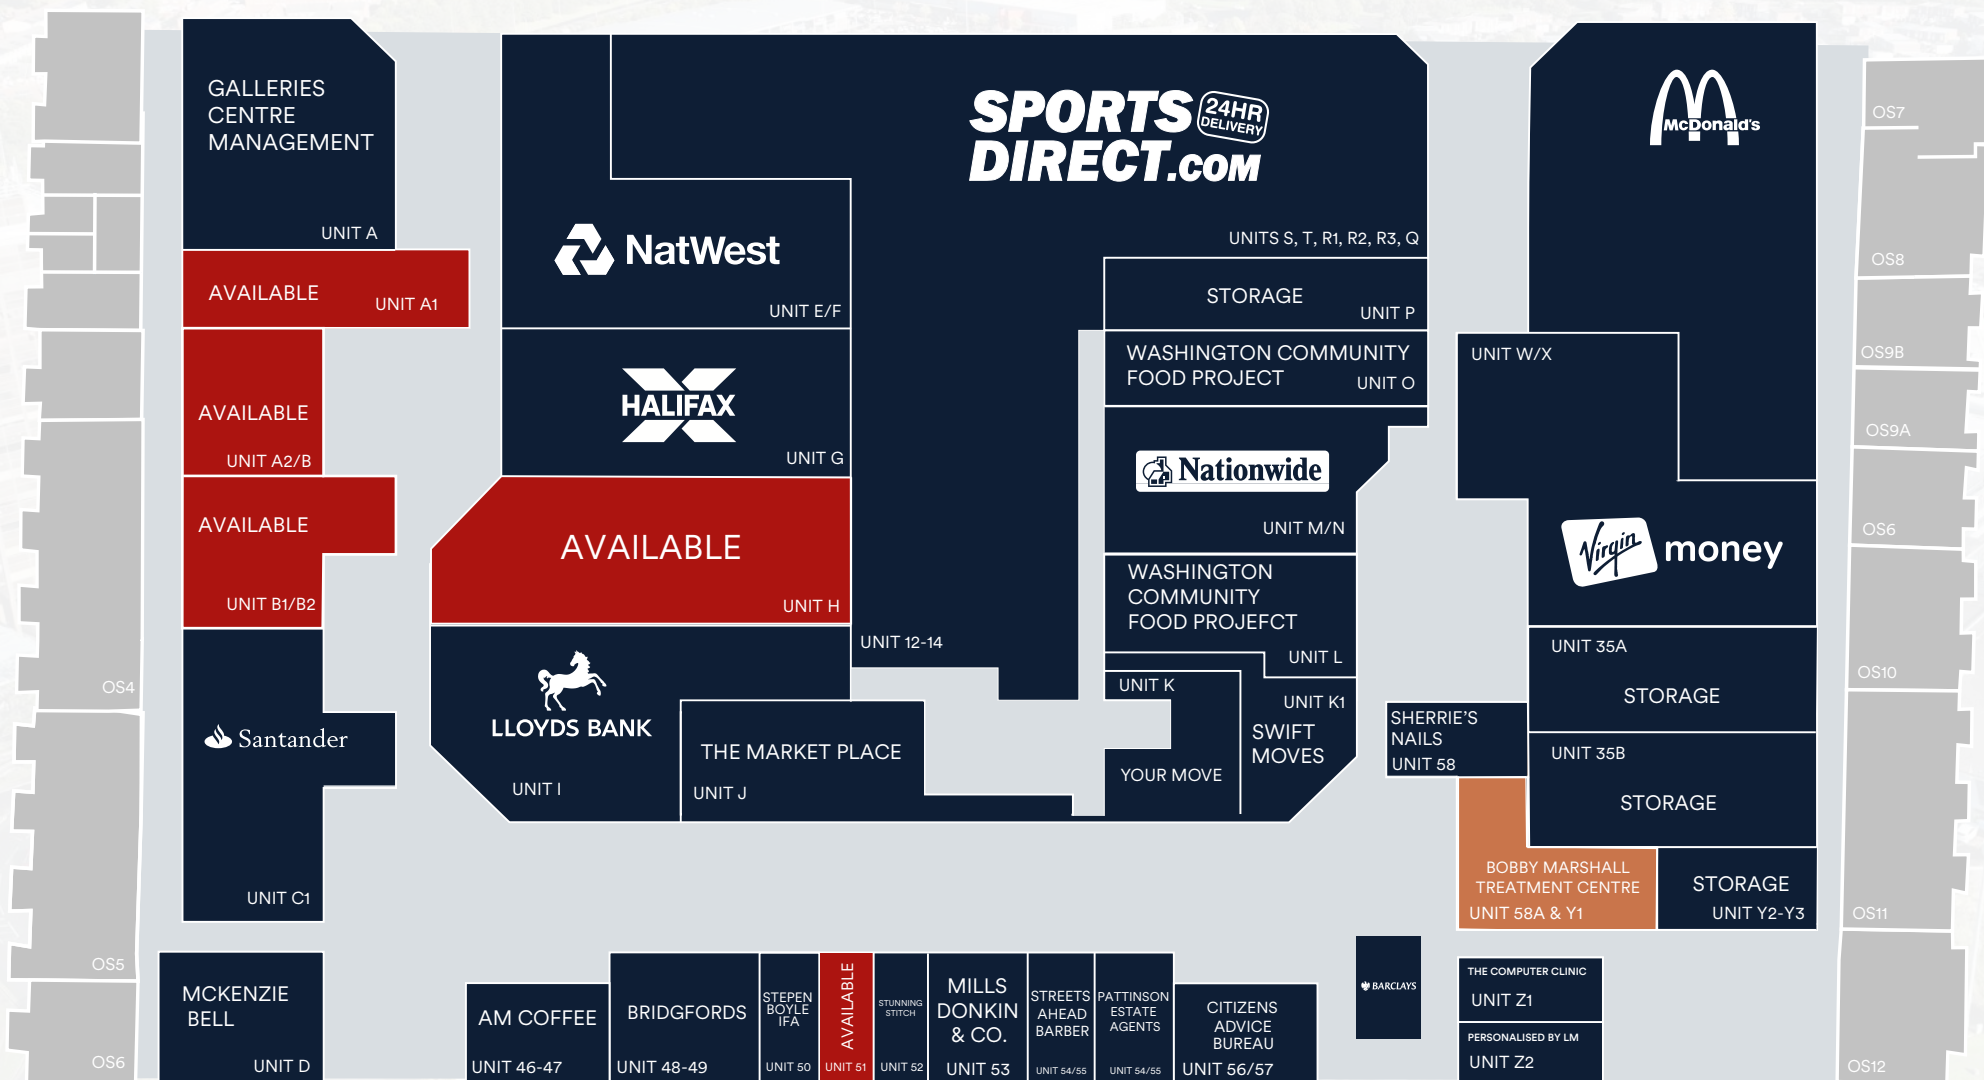 GALLERIES
CENTRE
MANAGEMENT
UNIT A
AVAILABLE
UNIT A1
AVAILABLE
UNIT A2/B
AVAILABLE
UNIT B1/B2
Santander
UNIT C1
MCKENZIE
BELL
UNIT D
NatWest
UNIT E/F
HALIFAX
UNIT G
AVAILABLE
UNIT H
LLOYDS BANK
UNIT I
THE MARKET PLACE
UNIT J
SPORTS
DIRECT.COM
24HR
DELIVERY
UNITS S, T, R1, R2, R3, Q
UNIT 12-14
STORAGE
UNIT P
WASHINGTON COMMUNITY
FOOD PROJECT
UNIT O
Nationwide
UNIT M/N
WASHINGTON
COMMUNITY
FOOD PROJEFCT
UNIT L
UNIT K
YOUR MOVE
UNIT K1
SWIFT
MOVES
McDonald's
UNIT W/X
Virgin money
UNIT 35A
STORAGE
UNIT 35B
STORAGE
SHERRIE'S
NAILS
UNIT 58
BOBBY MARSHALL
TREATMENT CENTRE
UNIT 58A & Y1
STORAGE
UNIT Y2-Y3
AM COFFEE
UNIT 46-47
BRIDGFORDS
UNIT 48-49
STEPEN
BOYLE
IFA
UNIT 50
AVAILABLE
UNIT 51
STUNNING
STITCH
UNIT 52
MILLS
DONKIN
& CO.
UNIT 53
STREETS
AHEAD
BARBER
UNIT 54/55
PATTINSON
ESTATE
AGENTS
UNIT 54/55
CITIZENS
ADVICE
BUREAU
UNIT 56/57
BARCLAYS
THE COMPUTER CLINIC
UNIT Z1
PERSONALISED BY LM
UNIT Z2
OS4
OS5
OS6
OS7
OS8
OS9B
OS9A
OS6
OS10
OS11
OS12